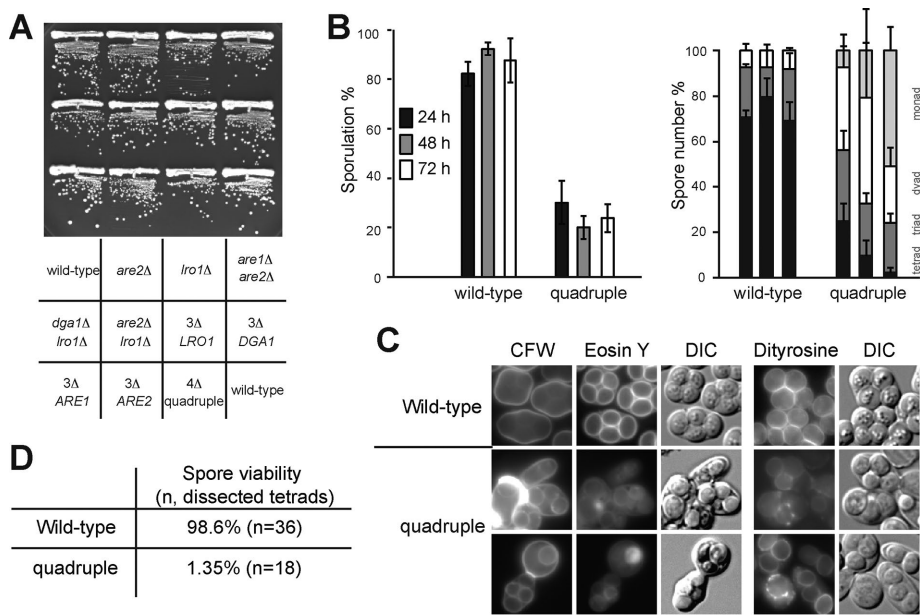 A
wild-type are2Δ lro1Δ are1Δ are2Δ
dga1Δ lro1Δ are2Δ lro1Δ 3Δ LRO1 3Δ DGA1
3Δ ARE1 3Δ ARE2 4Δ quadruple wild-type
B
Sporulation %
100
80
60
40
20
0
24 h
48 h
72 h
wild-type quadruple
Spore number %
100
80
60
40
20
0
wild-type quadruple
monad
dyad
triad
tetrad
C
CFW Eosin Y DIC Dityrosine DIC
Wild-type
quadruple
D
Spore viability
(n, dissected tetrads)
Wild-type 98.6% (n=36)
quadruple 1.35% (n=18)